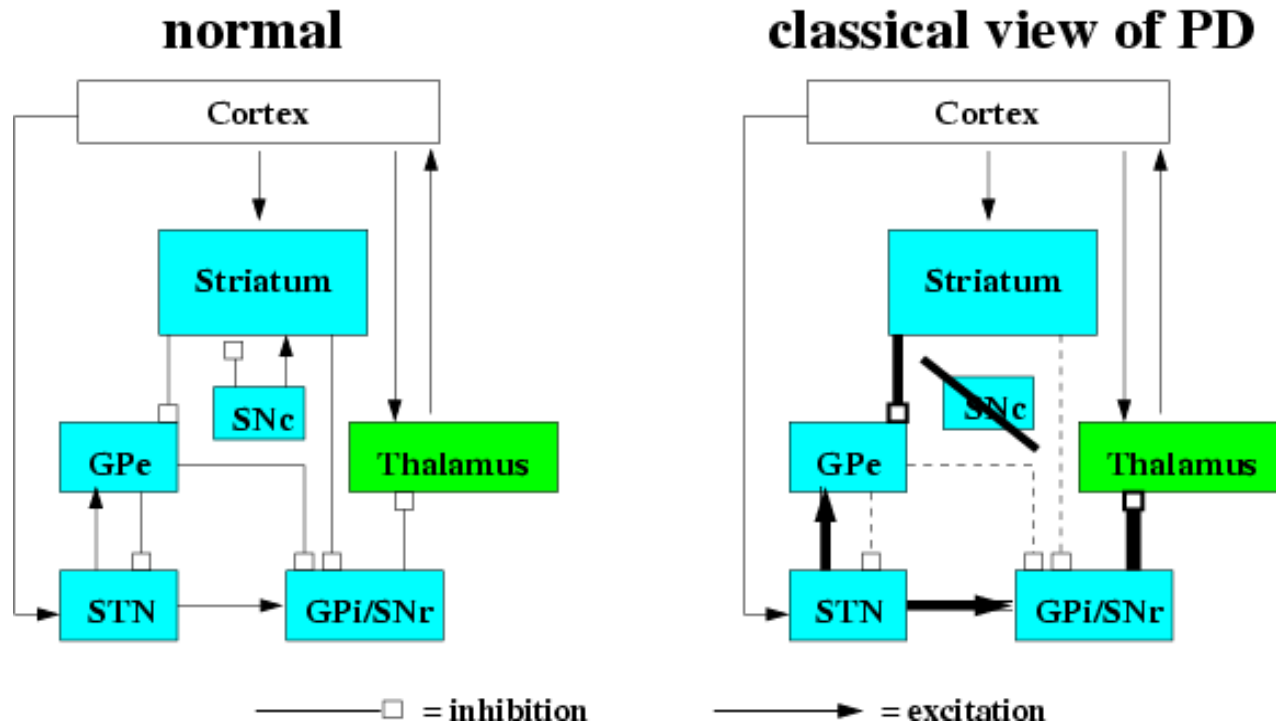 normal
Cortex
Striatum
SNc
GPe
Thalamus
STN
GPi/SNr
classical view of PD
Cortex
Striatum
SNc
GPe
Thalamus
STN
GPi/SNr
= inhibition
= excitation